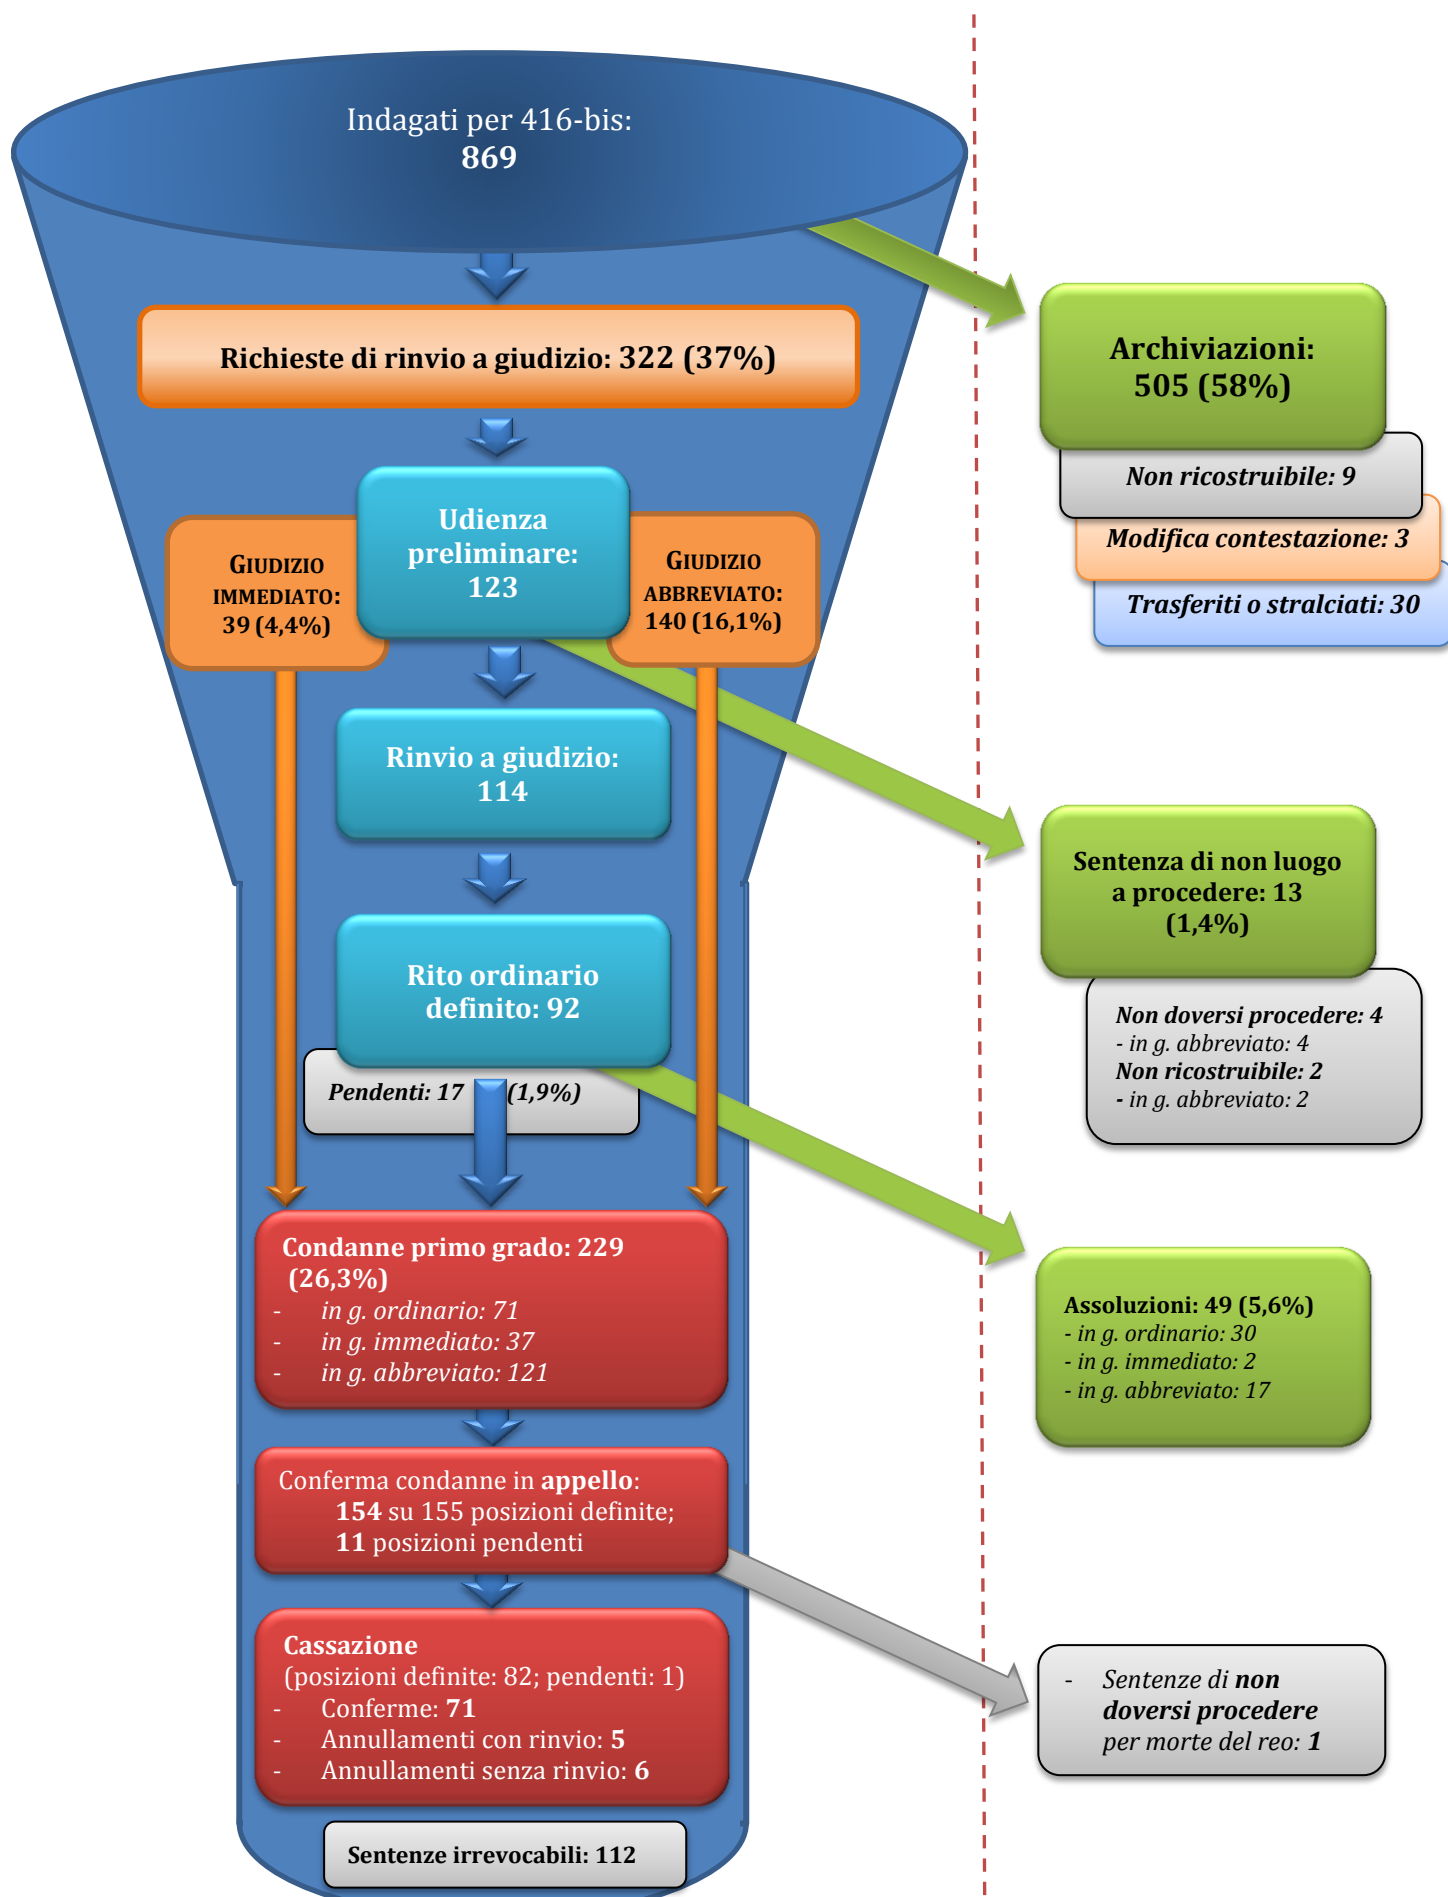 Indagati per 416-bis:
869
Richieste di rinvio a giudizio: 322 (37%)
Archiviazioni:
505 (58%)
Non ricostruibile: 9
Modifica contestazione: 3
Trasferiti o stralciati: 30
GIUDIZIO
IMMEDIATO:
39 (4,4%)
Udienza
preliminare:
123
GIUDIZIO
ABBREVIATO:
140 (16,1%)
Rinvio a giudizio:
114
Sentenza di non luogo
a procedere: 13
(1,4%)
Non doversi procedere: 4
- in g. abbreviato: 4
Non ricostruibile: 2
- in g. abbreviato: 2
Rito ordinario
definito: 92
Pendenti: 17 (1,9%)
Condanne primo grado: 229
(26,3%)
- in g. ordinario: 71
- in g. immediato: 37
- in g. abbreviato: 121
Assoluzioni: 49 (5,6%)
- in g. ordinario: 30
- in g. immediato: 2
- in g. abbreviato: 17
Conferma condanne in appello:
154 su 155 posizioni definite;
11 posizioni pendenti
Cassazione
(posizioni definite: 82; pendenti: 1)
- Conferme: 71
- Annullamenti con rinvio: 5
- Annullamenti senza rinvio: 6
- Sentenze di non
doversi procedere
per morte del reo: 1
Sentenze irrevocabili: 112